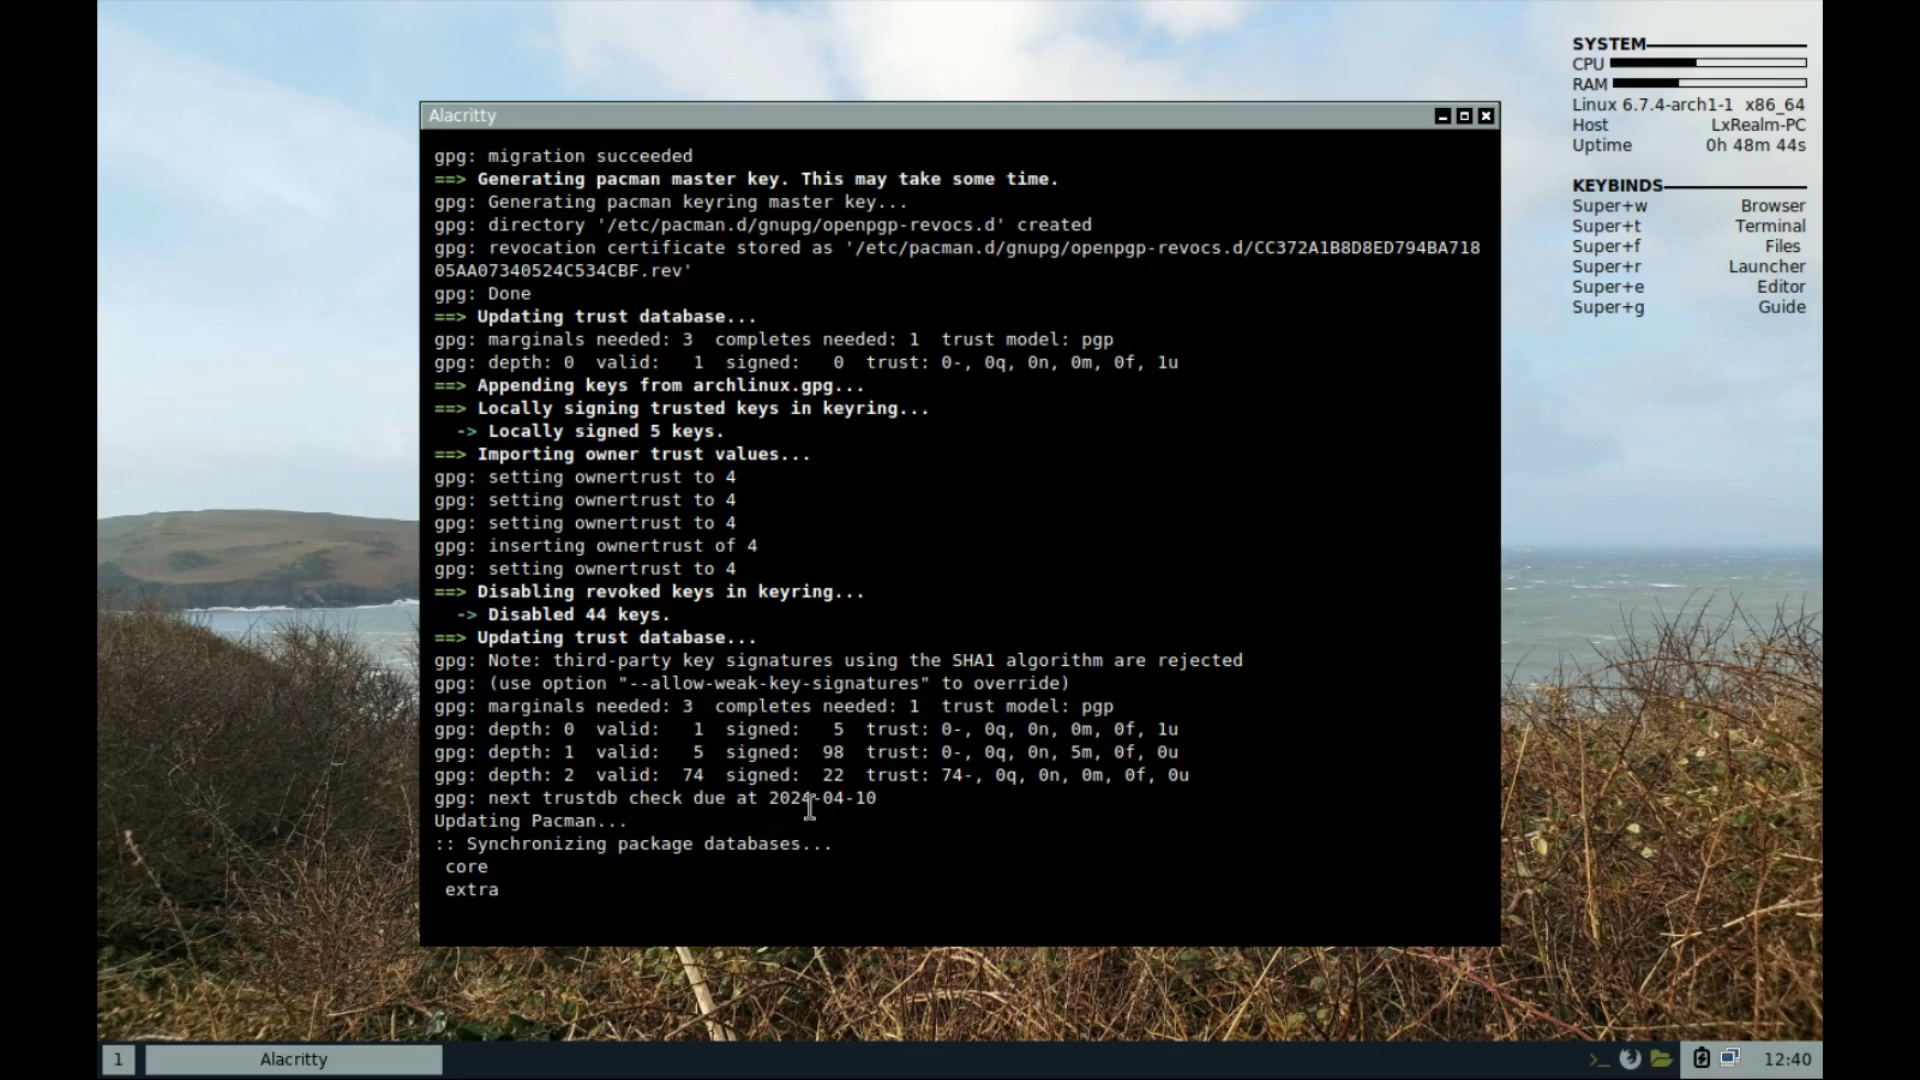 Alacritty
gpg: migration succeeded
==> Generating pacman master key. This may take some time.
gpg: Generating pacman keyring master key...
gpg: directory '/etc/pacman.d/gnupg/openpgp-revocs.d' created
gpg: revocation certificate stored as '/etc/pacman.d/gnupg/openpgp-revocs.d/CC372A1B8D8ED794BA718
05AA07340524C534CBF.rev'
gpg: Done
==> Updating trust database...
gpg: marginals needed: 3  completes needed: 1  trust model: pgp
gpg: depth: 0  valid:   1  signed:   0  trust: 0-, 0q, 0n, 0m, 0f, 1u
==> Appending keys from archlinux.gpg...
==> Locally signing trusted keys in keyring...
  -> Locally signed 5 keys.
==> Importing owner trust values...
gpg: setting ownertrust to 4
gpg: setting ownertrust to 4
gpg: setting ownertrust to 4
gpg: inserting ownertrust of 4
gpg: setting ownertrust to 4
==> Disabling revoked keys in keyring...
  -> Disabled 44 keys.
==> Updating trust database...
gpg: Note: third-party key signatures using the SHA1 algorithm are rejected
gpg: (use option "--allow-weak-key-signatures" to override)
gpg: marginals needed: 3  completes needed: 1  trust model: pgp
gpg: depth: 0  valid:   1  signed:   5  trust: 0-, 0q, 0n, 0m, 0f, 1u
gpg: depth: 1  valid:   5  signed:  98  trust: 0-, 0q, 0n, 5m, 0f, 0u
gpg: depth: 2  valid:  74  signed:  22  trust: 74-, 0q, 0n, 0m, 0f, 0u
gpg: next trustdb check due at 2024-04-10
Updating Pacman...
:: Synchronizing package databases...
 core
 extra
SYSTEM
CPU
RAM
Linux 6.7.4-arch1-1 x86_64
Host LxRealm-PC
Uptime 0h 48m 44s
KEYBINDS
Super+w Browser
Super+t Terminal
Super+f Files
Super+r Launcher
Super+e Editor
Super+g Guide
1 Alacritty 12:40